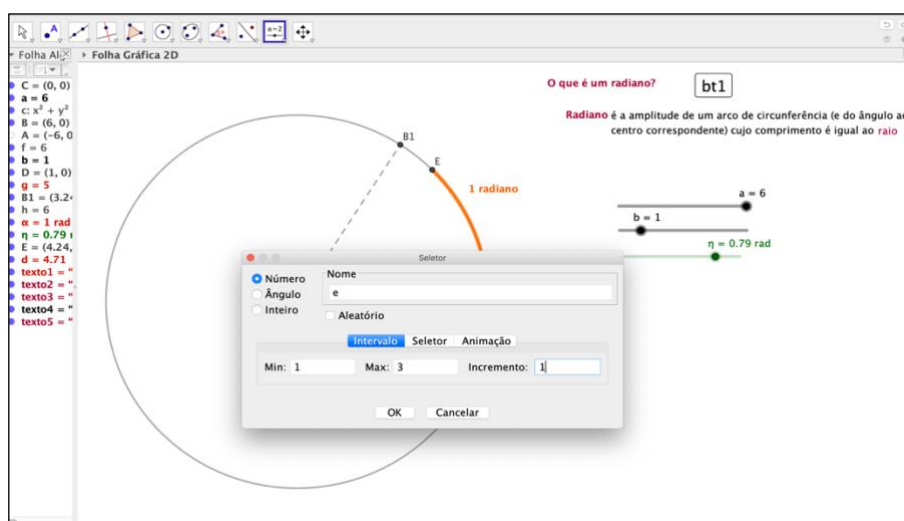 a=2
Folha Al
Folha Gráfica 2D
C = (0, 0)
a = 6
c: x² + y²
B = (6, 0)
A = (-6, 0
f = 6
b = 1
D = (1, 0)
g = 5
B1 = (3.24
h = 6
α = 1 rad
η = 0.79 r
E = (4.24,
d = 4.71
texto1 = "
texto2 = "
texto3 = "
texto4 = "
texto5 = "
O que é um radiano?
bt1
Radiano é a amplitude de um arco de circunferência (e do ângulo ao
centro correspondente) cujo comprimento é igual ao raio
B1
E
1 radiano
a = 6
b = 1
η = 0.79 rad
Seletor
Número
Ângulo
Inteiro
Nome
e
Aleatório
Intervalo Seletor Animação
Min: 1 Max: 3 Incremento: 1
OK Cancelar